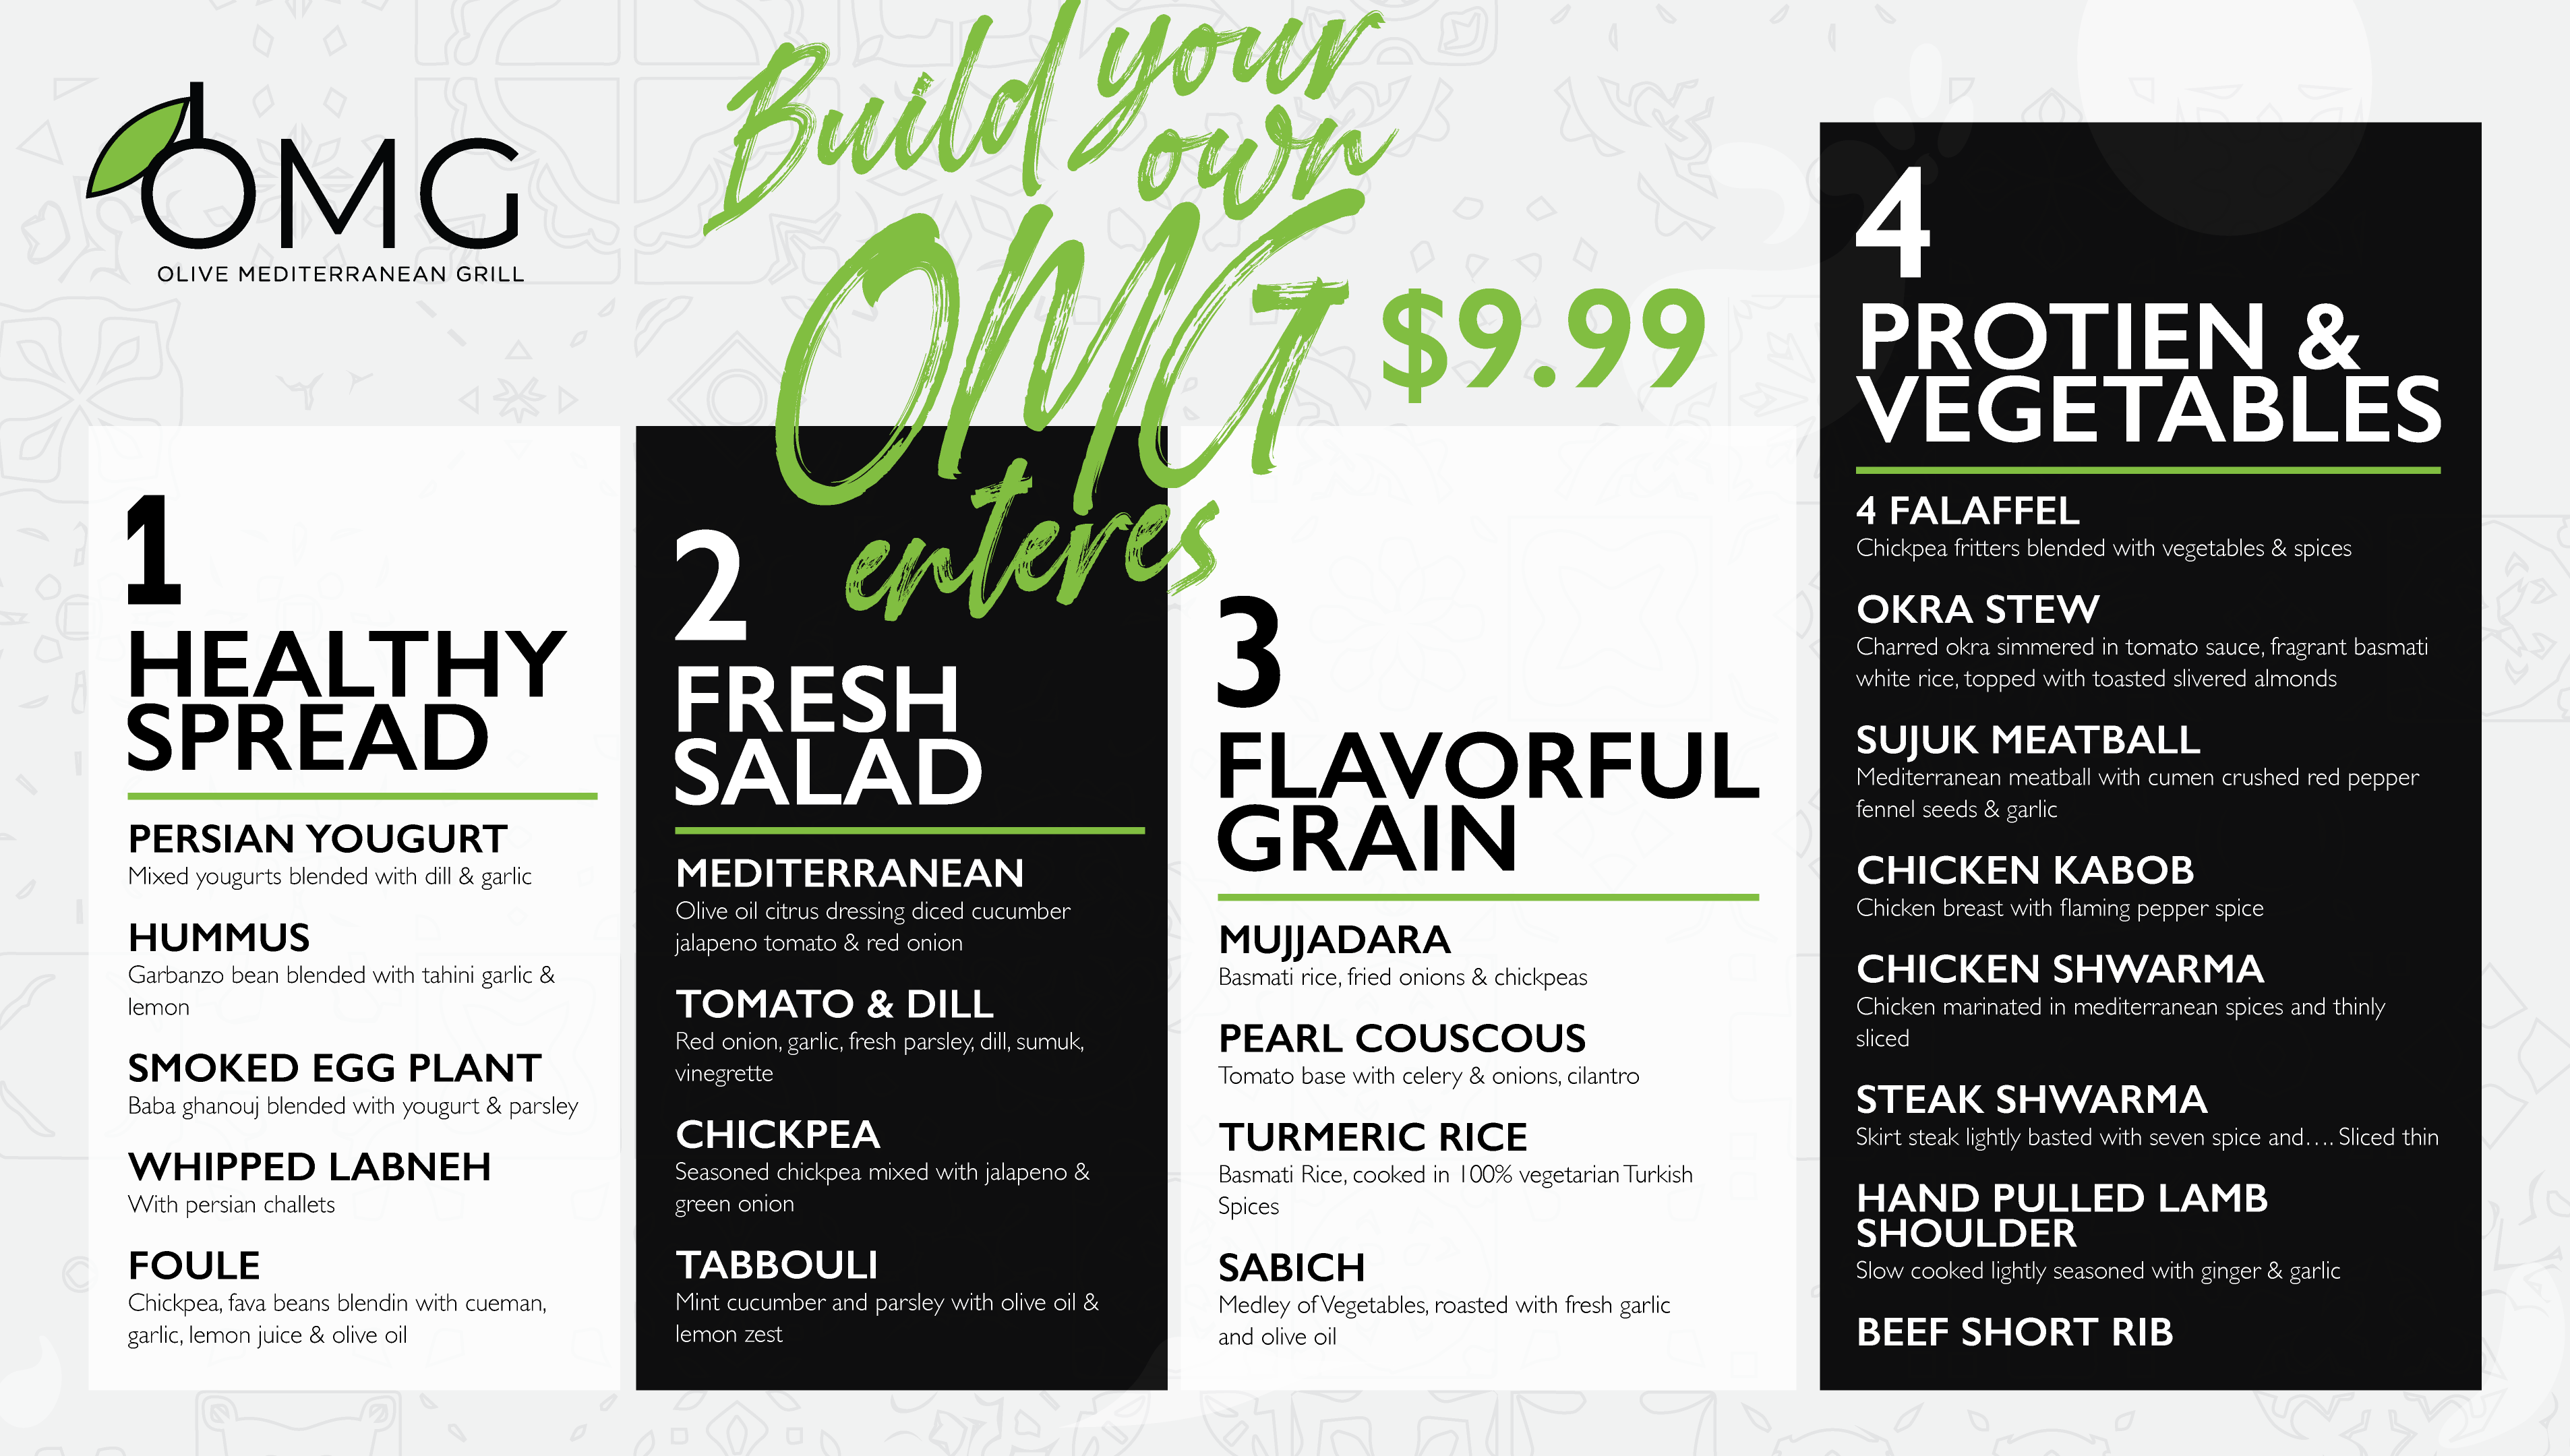 OMG
OLIVE MEDITERRANEAN GRILL
Build your
own
OMG
enteres
$9.99
1
HEALTHY
SPREAD
PERSIAN YOUGURT
Mixed yougurts blended with dill & garlic
HUMMUS
Garbanzo bean blended with tahini garlic &
lemon
SMOKED EGG PLANT
Baba ghanouj blended with yougurt & parsley
WHIPPED LABNEH
With persian challets
FOULE
Chickpea, fava beans blendin with cueman,
garlic, lemon juice & olive oil
2
FRESH
SALAD
MEDITERRANEAN
Olive oil citrus dressing diced cucumber
jalapeno tomato & red onion
TOMATO & DILL
Red onion, garlic, fresh parsley, dill, sumuk,
vinegrette
CHICKPEA
Seasoned chickpea mixed with jalapeno &
green onion
TABBOULI
Mint cucumber and parsley with olive oil &
lemon zest
3
FLAVORFUL
GRAIN
MUJJADARA
Basmati rice, fried onions & chickpeas
PEARL COUSCOUS
Tomato base with celery & onions, cilantro
TURMERIC RICE
Basmati Rice, cooked in 100% vegetarian Turkish
Spices
SABICH
Medley of Vegetables, roasted with fresh garlic
and olive oil
4
PROTIEN &
VEGETABLES
4 FALAFFEL
Chickpea fritters blended with vegetables & spices
OKRA STEW
Charred okra simmered in tomato sauce, fragrant basmati
white rice, topped with toasted slivered almonds
SUJUK MEATBALL
Mediterranean meatball with cumen crushed red pepper
fennel seeds & garlic
CHICKEN KABOB
Chicken breast with flaming pepper spice
CHICKEN SHWARMA
Chicken marinated in mediterranean spices and thinly
sliced
STEAK SHWARMA
Skirt steak lightly basted with seven spice and.... Sliced thin
HAND PULLED LAMB
SHOULDER
Slow cooked lightly seasoned with ginger & garlic
BEEF SHORT RIB